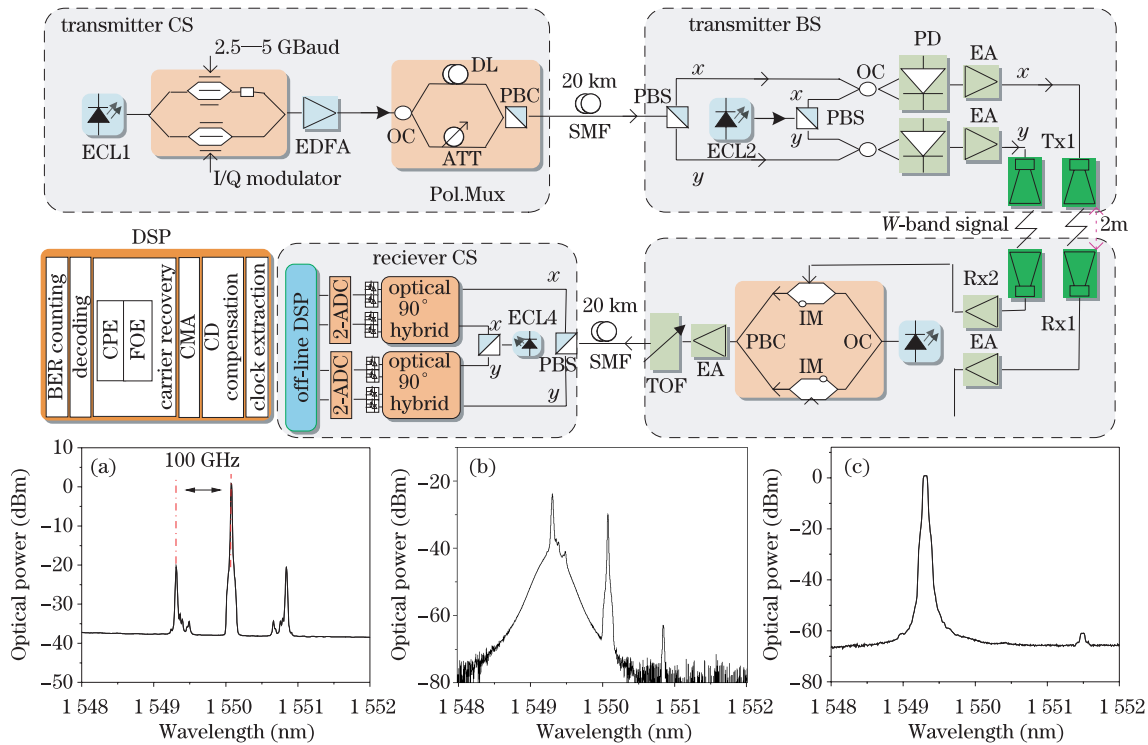 transmitter CS
2.5—5 GBaud
ECL1
I/Q modulator
EDFA
OC
DL
ATT
PBC
Pol.Mux
20 km
SMF
transmitter BS
PBS
x
y
ECL2
x
y
PBS
OC
PD
EA
x
EA
y
Tx1
W-band signal
2m
DSP
BER counting
decoding
CPE
FOE
carrier recovery
CMA
CD
compensation
clock extraction
reciever CS
off-line DSP
2-ADC
2-ADC
optical
90°
hybrid
optical
90°
hybrid
x
x
y
y
ECL4
PBS
20 km
SMF
TOF
EA
PBC
IM
IM
OC
Rx2
EA
EA
Rx1
(a)
100 GHz
Optical power (dBm)
10
0
−10
−20
−30
−40
−50
1 548 1 549 1 550 1 551 1 552
Wavelength (nm)
(b)
Optical power (dBm)
−20
−40
−60
−80
1 548 1 549 1 550 1 551 1 552
Wavelength (nm)
(c)
Optical power (dBm)
0
−20
−40
−60
−80
1 548 1 549 1 550 1 551 1 552
Wavelength (nm)